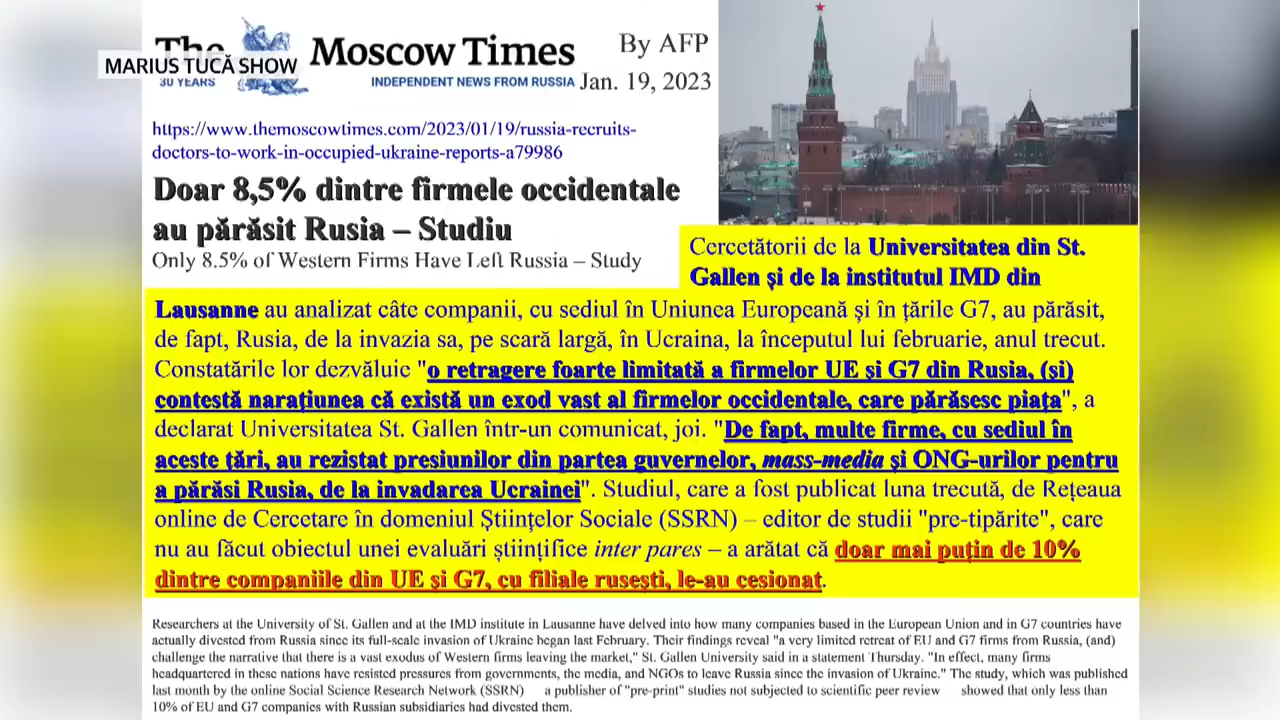 The Moscow Times
MARIUS TUCĂ SHOW
30 YEARS
INDEPENDENT NEWS FROM RUSSIA
By AFP
Jan. 19, 2023
https://www.themoscowtimes.com/2023/01/19/russia-recruits-
doctors-to-work-in-occupied-ukraine-reports-a79986
Doar 8,5% dintre firmele occidentale
au părăsit Rusia – Studiu
Only 8.5% of Western Firms Have Left Russia – Study
Cercetătorii de la Universitatea din St.
Gallen și de la institutul IMD din
Lausanne au analizat câte companii, cu sediul în Uniunea Europeană și în țările G7, au părăsit,
de fapt, Rusia, de la invazia sa, pe scară largă, în Ucraina, la începutul lui februarie, anul trecut.
Constatările lor dezvăluie "o retragere foarte limitată a firmelor UE și G7 din Rusia, (și)
contestă narațiunea că există un exod vast al firmelor occidentale, care părăsesc piața", a
declarat Universitatea St. Gallen într-un comunicat, joi. "De fapt, multe firme, cu sediul în
aceste țări, au rezistat presiunilor din partea guvernelor, mass-media și ONG-urilor pentru
a părăsi Rusia, de la invadarea Ucrainei". Studiul, care a fost publicat luna trecută, de Rețeaua
online de Cercetare în domeniul Științelor Sociale (SSRN) – editor de studii "pre-tipărite", care
nu au făcut obiectul unei evaluări științifice inter pares – a arătat că doar mai puțin de 10%
dintre companiile din UE și G7, cu filiale rusești, le-au cesionat.
Researchers at the University of St. Gallen and at the IMD institute in Lausanne have delved into how many companies based in the European Union and in G7 countries have
actually divested from Russia since its full-scale invasion of Ukraine began last February. Their findings reveal "a very limited retreat of EU and G7 firms from Russia, (and)
challenge the narrative that there is a vast exodus of Western firms leaving the market," St. Gallen University said in a statement Thursday. "In effect, many firms
headquartered in these nations have resisted pressures from governments, the media, and NGOs to leave Russia since the invasion of Ukraine." The study, which was published
last month by the online Social Science Research Network (SSRN) a publisher of "pre-print" studies not subjected to scientific peer review showed that only less than
10% of EU and G7 companies with Russian subsidiaries had divested them.